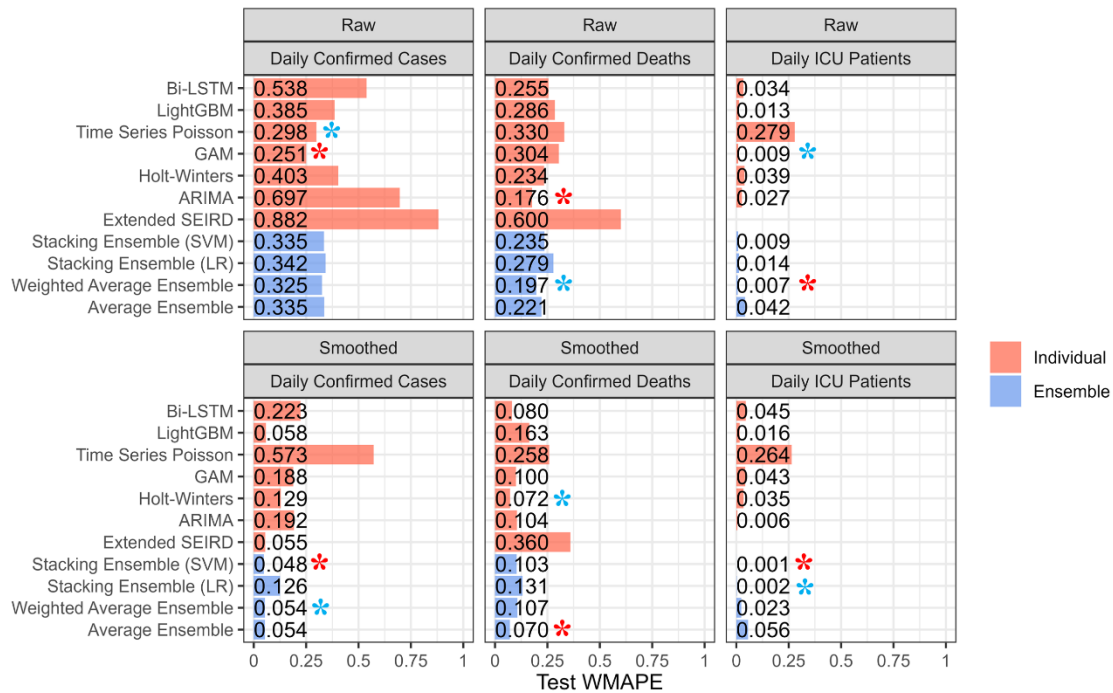 Raw Raw Raw
Daily Confirmed Cases Daily Confirmed Deaths Daily ICU Patients
Bi-LSTM 0.538 0.255 0.034
LightGBM 0.385 0.286 0.013
Time Series Poisson 0.298 * 0.330 0.279
GAM 0.251 * 0.304 0.009 *
Holt-Winters 0.403 0.234 0.039
ARIMA 0.697 0.176 * 0.027
Extended SEIRD 0.882 0.600
Stacking Ensemble (SVM) 0.335 0.235 0.009
Stacking Ensemble (LR) 0.342 0.279 0.014
Weighted Average Ensemble 0.325 0.197 * 0.007 *
Average Ensemble 0.335 0.221 0.042
Smoothed Smoothed Smoothed
Daily Confirmed Cases Daily Confirmed Deaths Daily ICU Patients
Bi-LSTM 0.223 0.080 0.045
LightGBM 0.058 0.163 0.016
Time Series Poisson 0.573 0.258 0.264
GAM 0.188 0.100 0.043
Holt-Winters 0.129 0.072 * 0.035
ARIMA 0.192 0.104 0.006
Extended SEIRD 0.055 0.360
Stacking Ensemble (SVM) 0.048 * 0.103 0.001 *
Stacking Ensemble (LR) 0.126 0.131 0.002 *
Weighted Average Ensemble 0.054 * 0.107 0.023
Average Ensemble 0.054 0.070 * 0.056
0 0.25 0.5 0.75 1 0 0.25 0.5 0.75 1 0 0.25 0.5 0.75 1
Test WMAPE
Individual
Ensemble